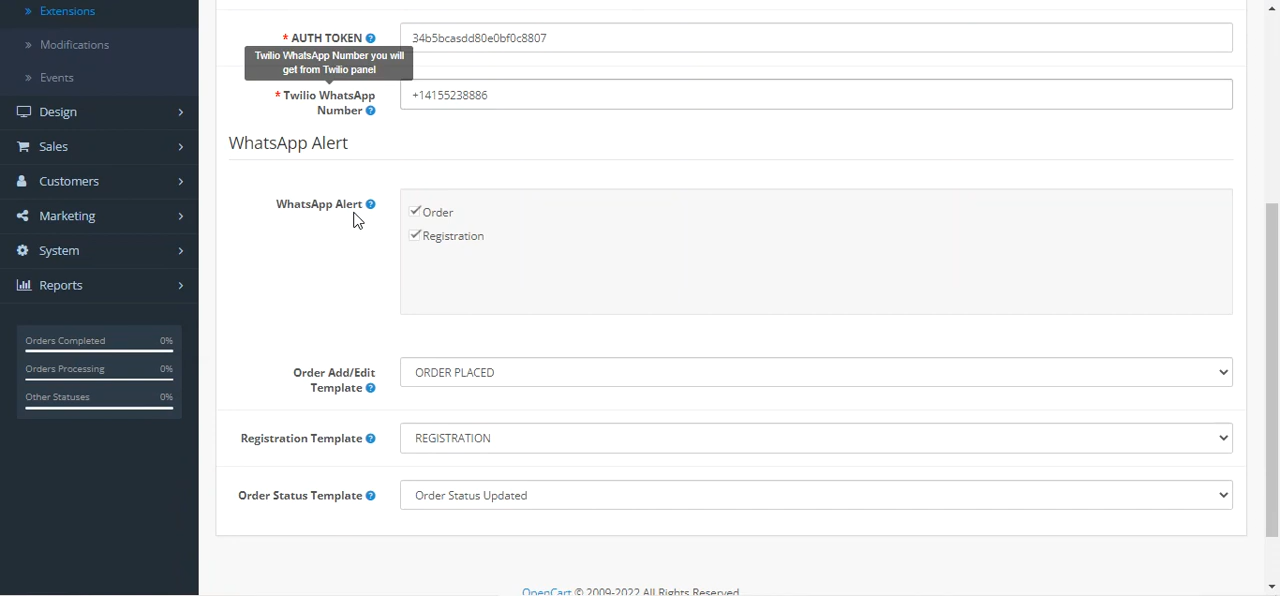 » Extensions
» Modifications
» Events
Design
Sales
Customers
Marketing
System
Reports
Orders Completed 0%
Orders Processing 0%
Other Statuses 0%
* AUTH TOKEN
34b5bcasdd80e0bf0c8807
Twilio WhatsApp Number you will
get from Twilio panel
* Twilio WhatsApp
Number
+14155238886
WhatsApp Alert
WhatsApp Alert
Order
Registration
Order Add/Edit
Template
ORDER PLACED
Registration Template
REGISTRATION
Order Status Template
Order Status Updated
OpenCart © 2009-2022 All Rights Reserved.